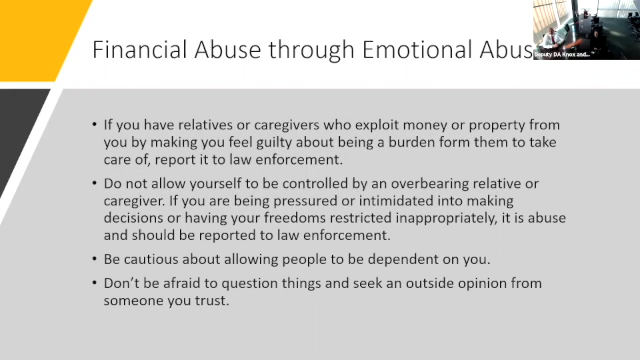 Financial Abuse through Emotional Abus
Deputy DA Knox and...
• If you have relatives or caregivers who exploit money or property from
you by making you feel guilty about being a burden form them to take
care of, report it to law enforcement.
• Do not allow yourself to be controlled by an overbearing relative or
caregiver. If you are being pressured or intimidated into making
decisions or having your freedoms restricted inappropriately, it is abuse
and should be reported to law enforcement.
• Be cautious about allowing people to be dependent on you.
• Don't be afraid to question things and seek an outside opinion from
someone you trust.